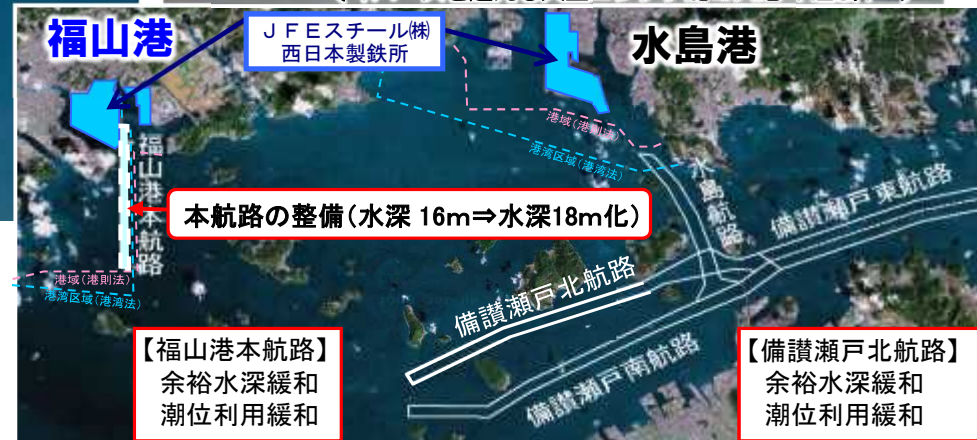 福山港
JFEスチール㈱
西日本製鉄所
水島港
港域(港則法)
港湾区域(港湾法)
福山港本航路
本航路の整備(水深 16m⇒水深18m化)
水島航路
備讃瀬戸東航路
港域(港則法)
港湾区域(港湾法)
備讃瀬戸北航路
備讃瀬戸南航路
【福山港本航路】
余裕水深緩和
潮位利用緩和
【備讃瀬戸北航路】
余裕水深緩和
潮位利用緩和